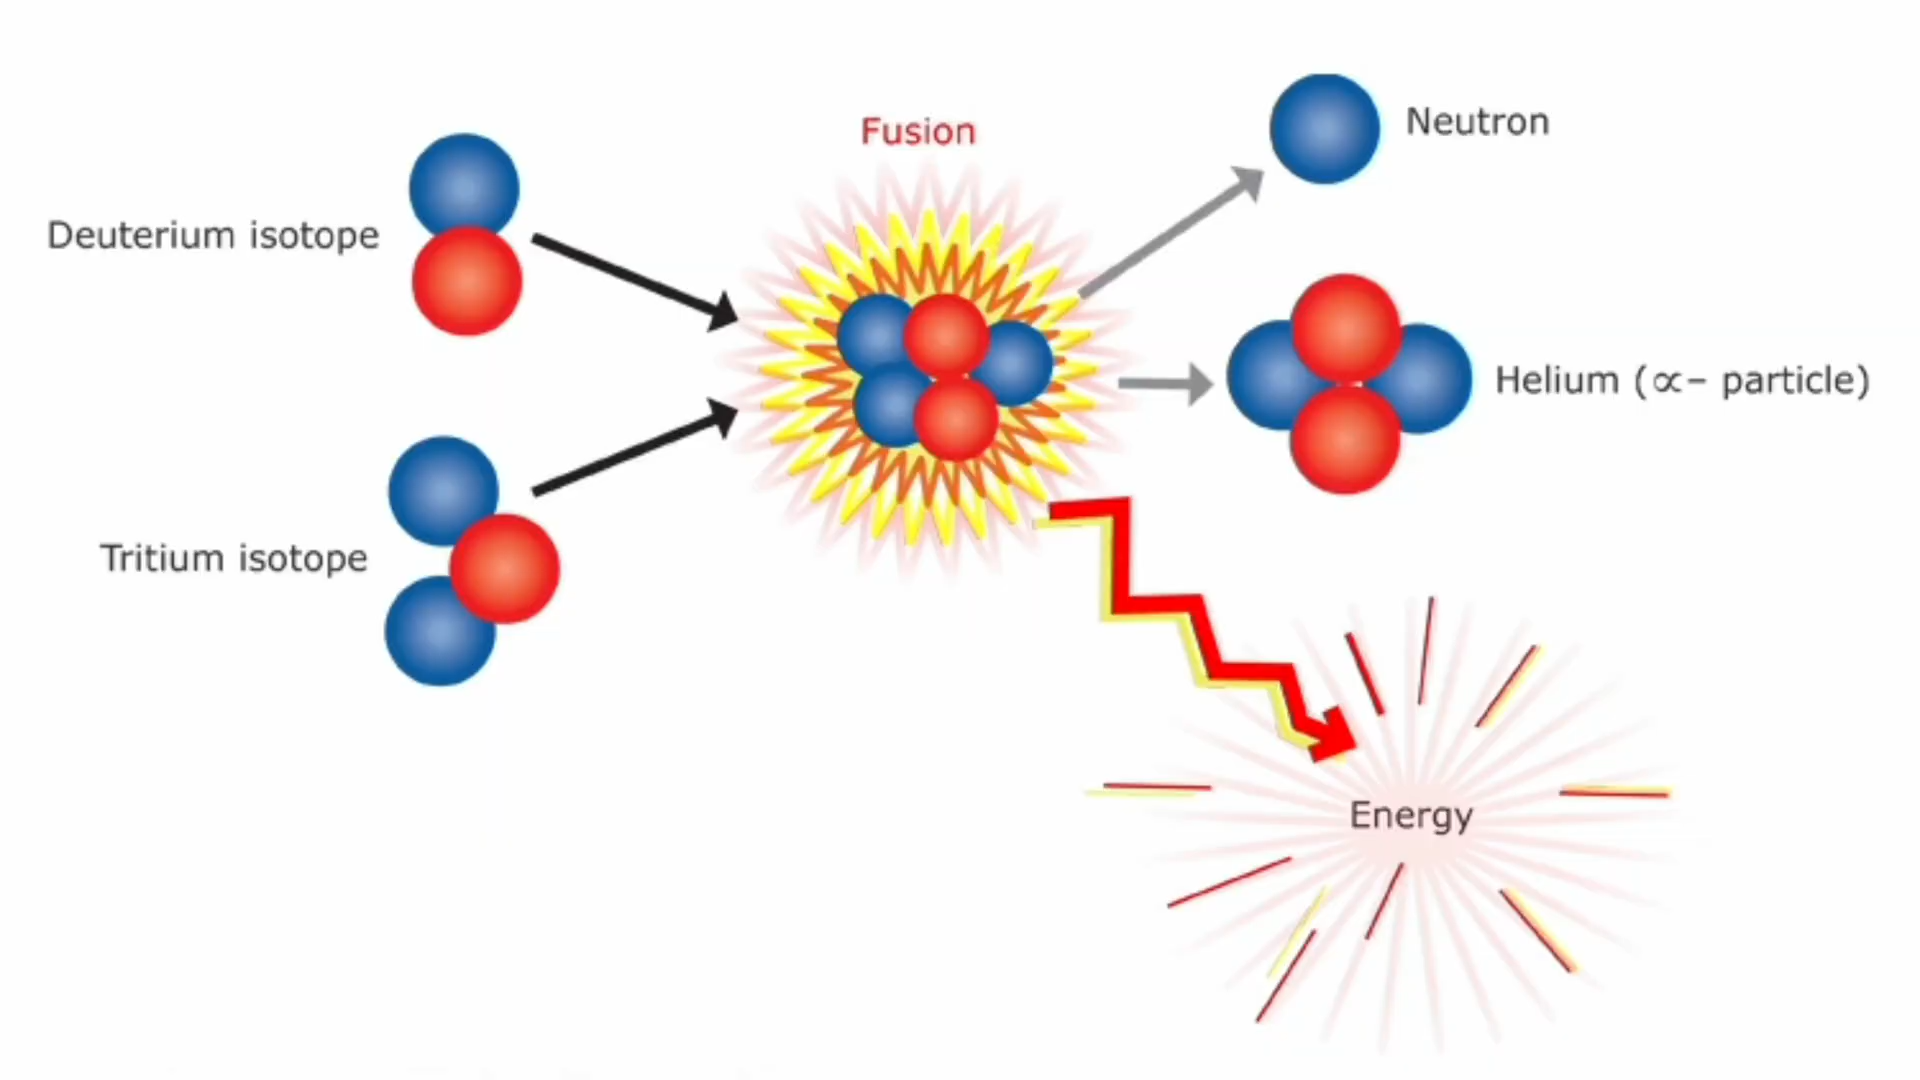 Fusion
Neutron
Deuterium isotope
Helium (∝– particle)
Tritium isotope
Energy